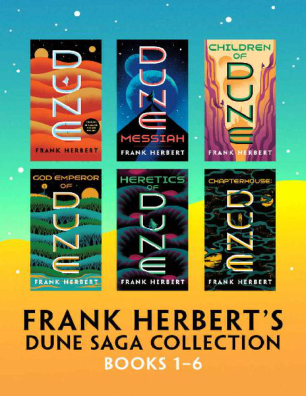 DUNE
FRANK HERBERT
DUNE
MESSIAH
FRANK HERBERT
CHILDREN
OF
DUNE
FRANK HERBERT
GOD EMPEROR
OF
DUNE
FRANK HERBERT
HERETICS
OF
DUNE
FRANK HERBERT
CHAPTERHOUSE:
DUNE
FRANK HERBERT
FRANK HERBERT'S
DUNE SAGA COLLECTION
BOOKS 1–6